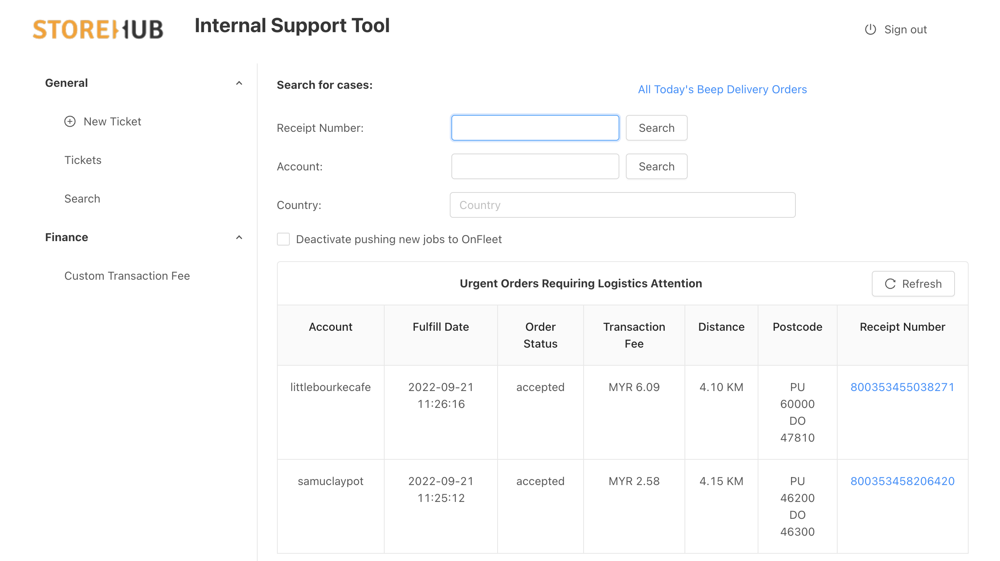 STOREHUB
Internal Support Tool
Sign out
General
New Ticket
Tickets
Search
Finance
Custom Transaction Fee
Search for cases:
All Today's Beep Delivery Orders
Receipt Number:
Search
Account:
Search
Country:
Country
Deactivate pushing new jobs to OnFleet
Urgent Orders Requiring Logistics Attention
Refresh
Account
Fulfill Date
Order
Status
Transaction
Fee
Distance
Postcode
Receipt Number
littlebourkecafe
2022-09-21
11:26:16
accepted
MYR 6.09
4.10 KM
PU
60000
DO
47810
800353455038271
samuclaypot
2022-09-21
11:25:12
accepted
MYR 2.58
4.15 KM
PU
46200
DO
46300
800353458206420